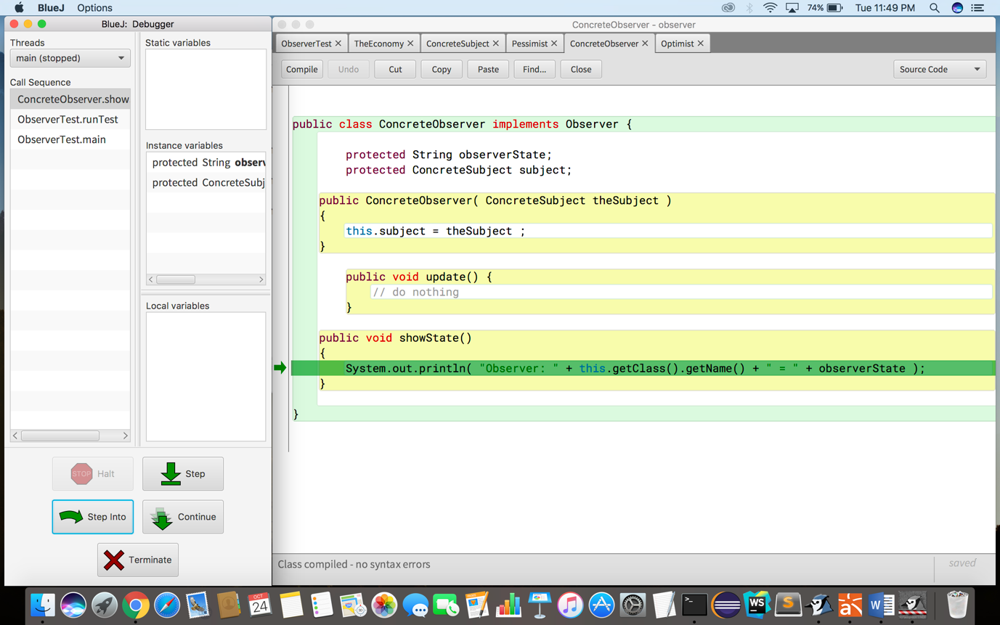 BlueJ Options 74% Tue 11:49 PM
BlueJ: Debugger
Threads
main (stopped)
Call Sequence
ConcreteObserver.show
ObserverTest.runTest
ObserverTest.main
Static variables
Instance variables
protected String observ
protected ConcreteSubj
Local variables
STOP Halt
Step
Step Into
Continue
Terminate
ConcreteObserver - observer
ObserverTest TheEconomy ConcreteSubject Pessimist ConcreteObserver Optimist
Compile Undo Cut Copy Paste Find... Close Source Code
public class ConcreteObserver implements Observer {
protected String observerState;
protected ConcreteSubject subject;
public ConcreteObserver( ConcreteSubject theSubject )
{
this.subject = theSubject ;
}
public void update() {
// do nothing
}
public void showState()
{
System.out.println( "Observer: " + this.getClass().getName() + " = " + observerState );
}
}
Class compiled - no syntax errors
saved
OCT
24
WS
S
W